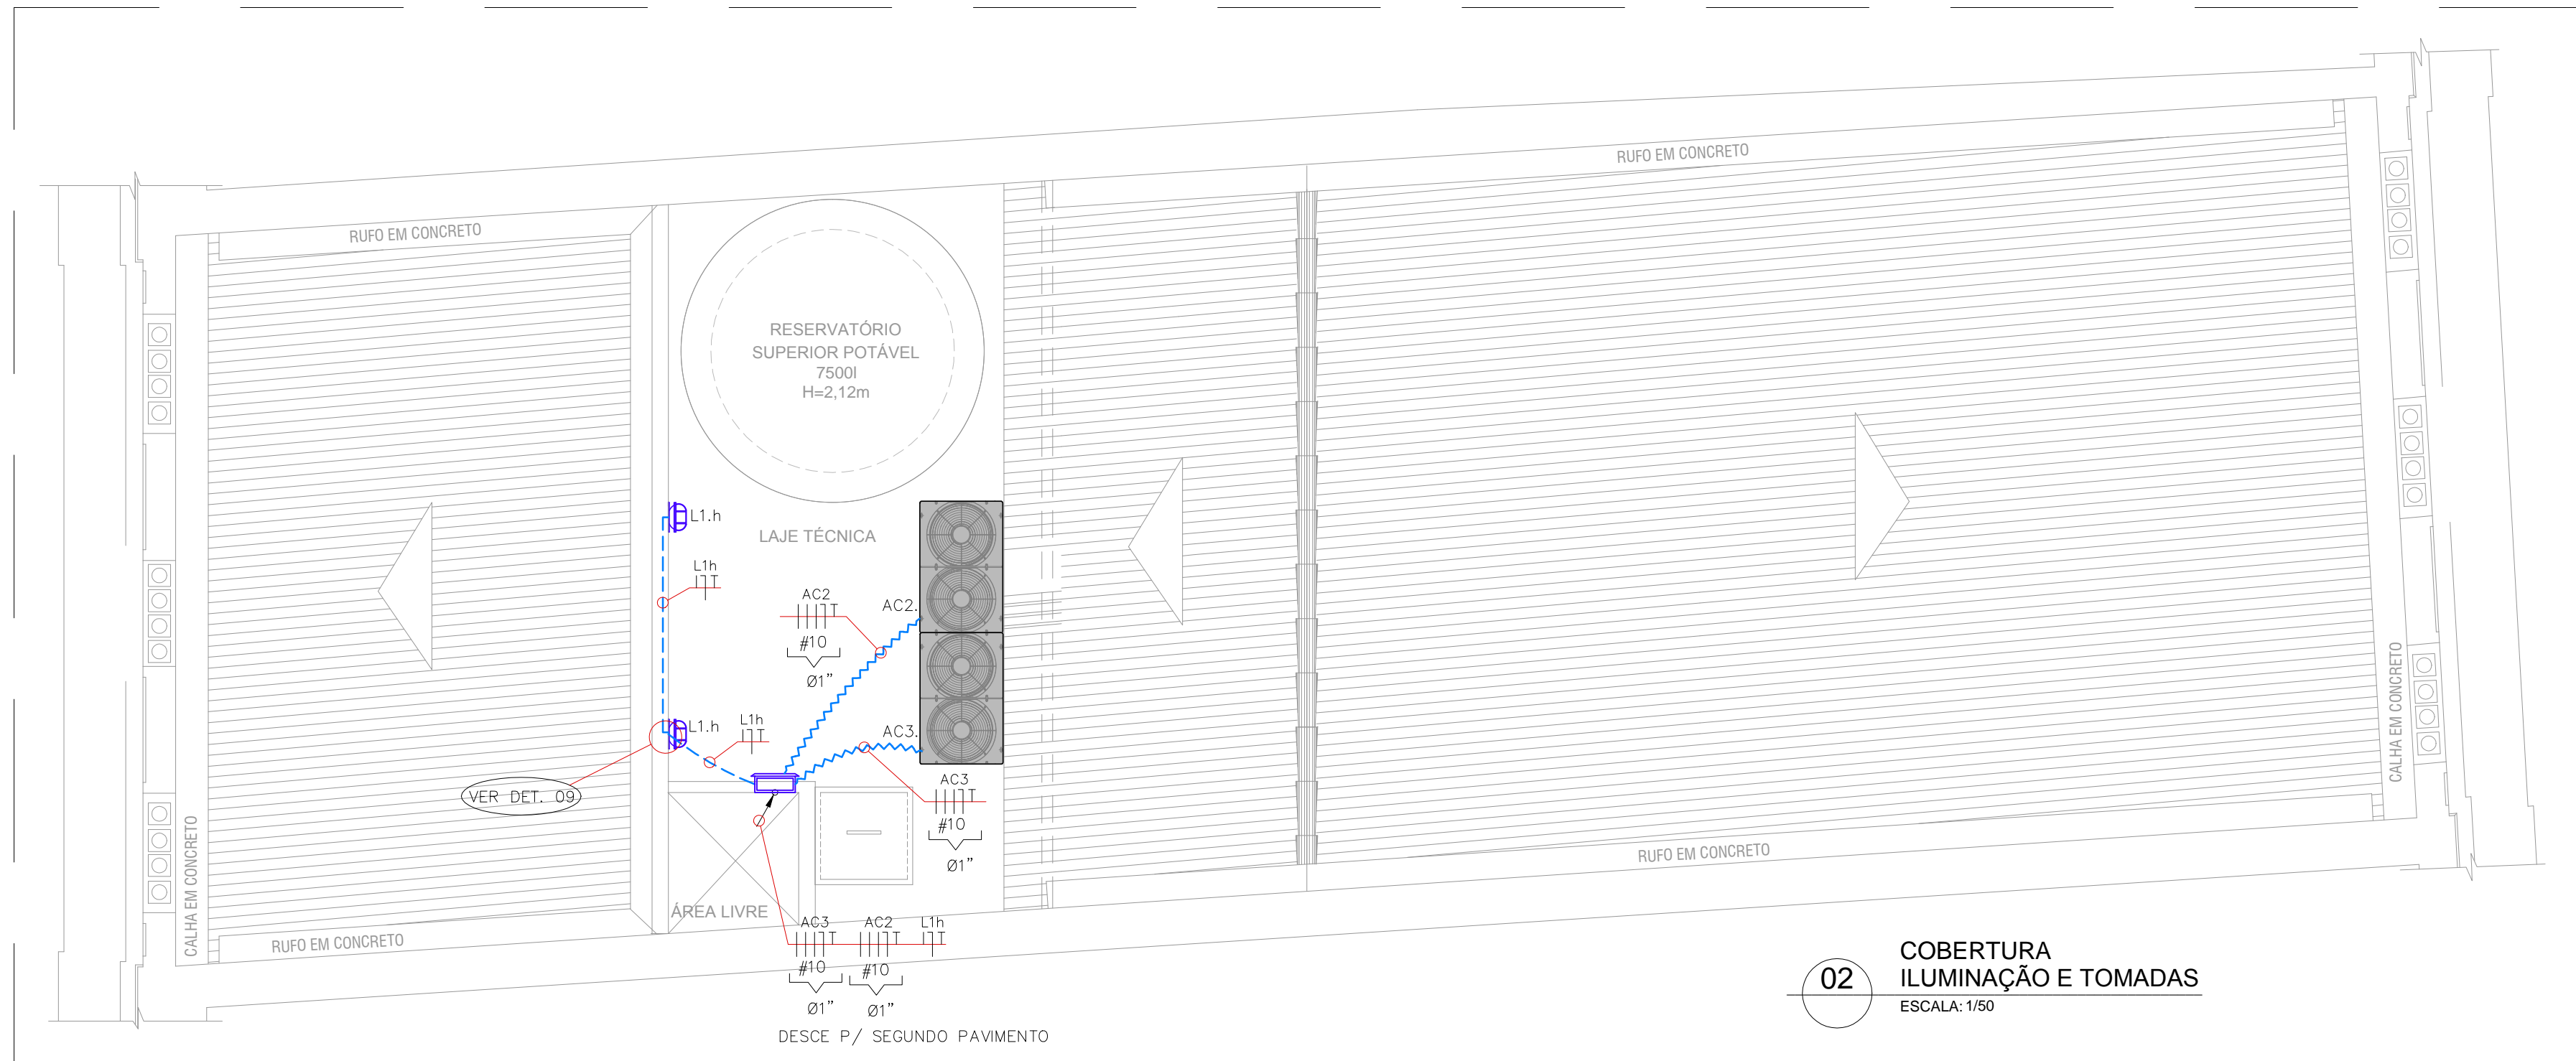 RUFO EM CONCRETO
RUFO EM CONCRETO
RESERVATÓRIO
SUPERIOR POTÁVEL
7500l
H=2,12m
L1.h
LAJE TÉCNICA
L1h
AC2
#10
Ø1”
AC2.
L1.h
L1h
AC3.
VER DET. 09
AC3
#10
Ø1”
CALHA EM CONCRETO
CALHA EM CONCRETO
RUFO EM CONCRETO
ÁREA LIVRE
RUFO EM CONCRETO
AC3 AC2 L1h
#10 #10
Ø1” Ø1”
DESCE P/ SEGUNDO PAVIMENTO
02
COBERTURA
ILUMINAÇÃO E TOMADAS
ESCALA: 1/50